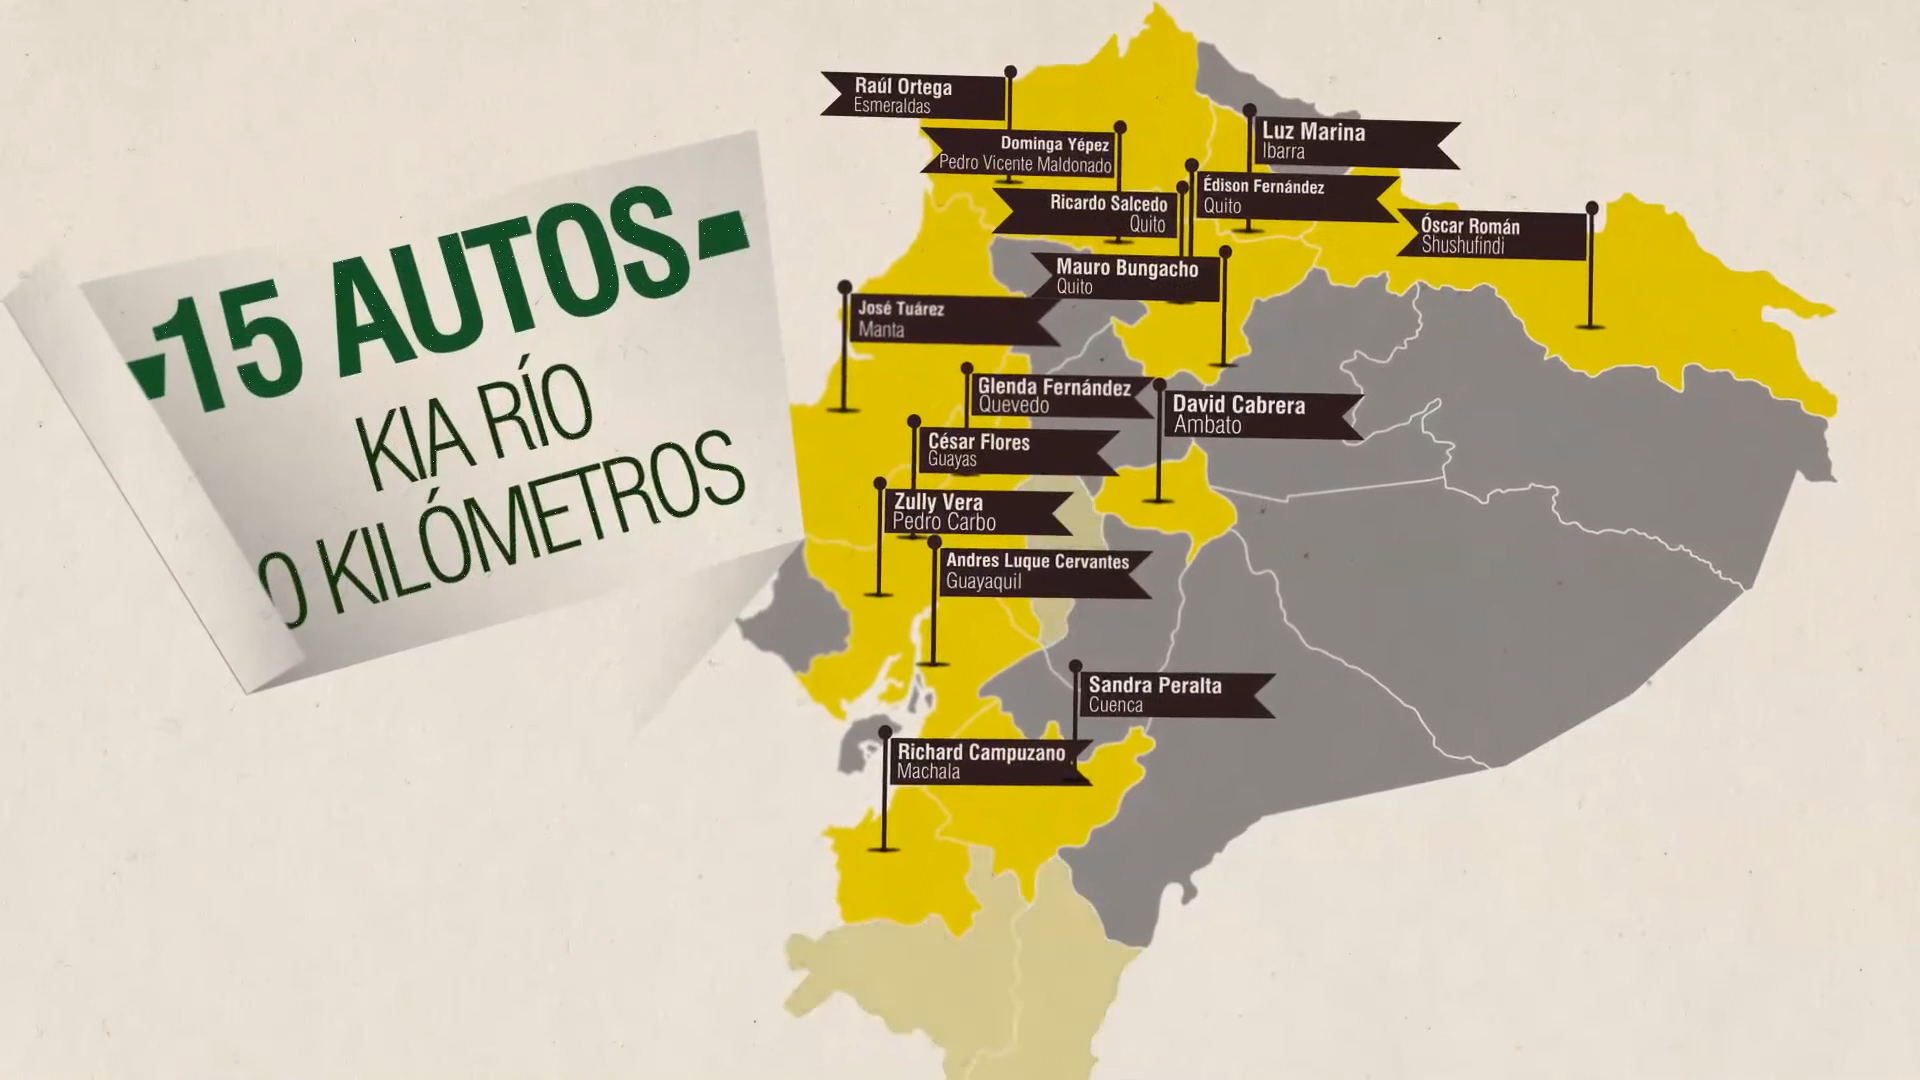 15 AUTOS
KIA RÍO
0 KILÓMETROS
Raúl Ortega
Esmeraldas
Dominga Yépez
Pedro Vicente Maldonado
Luz Marina
Ibarra
Édison Fernández
Quito
Ricardo Salcedo
Quito
Óscar Román
Shushufindi
Mauro Bungacho
Quito
José Tuárez
Manta
Glenda Fernández
Quevedo
David Cabrera
Ambato
César Flores
Guayas
Zully Vera
Pedro Carbo
Andres Luque Cervantes
Guayaquil
Sandra Peralta
Cuenca
Richard Campuzano
Machala